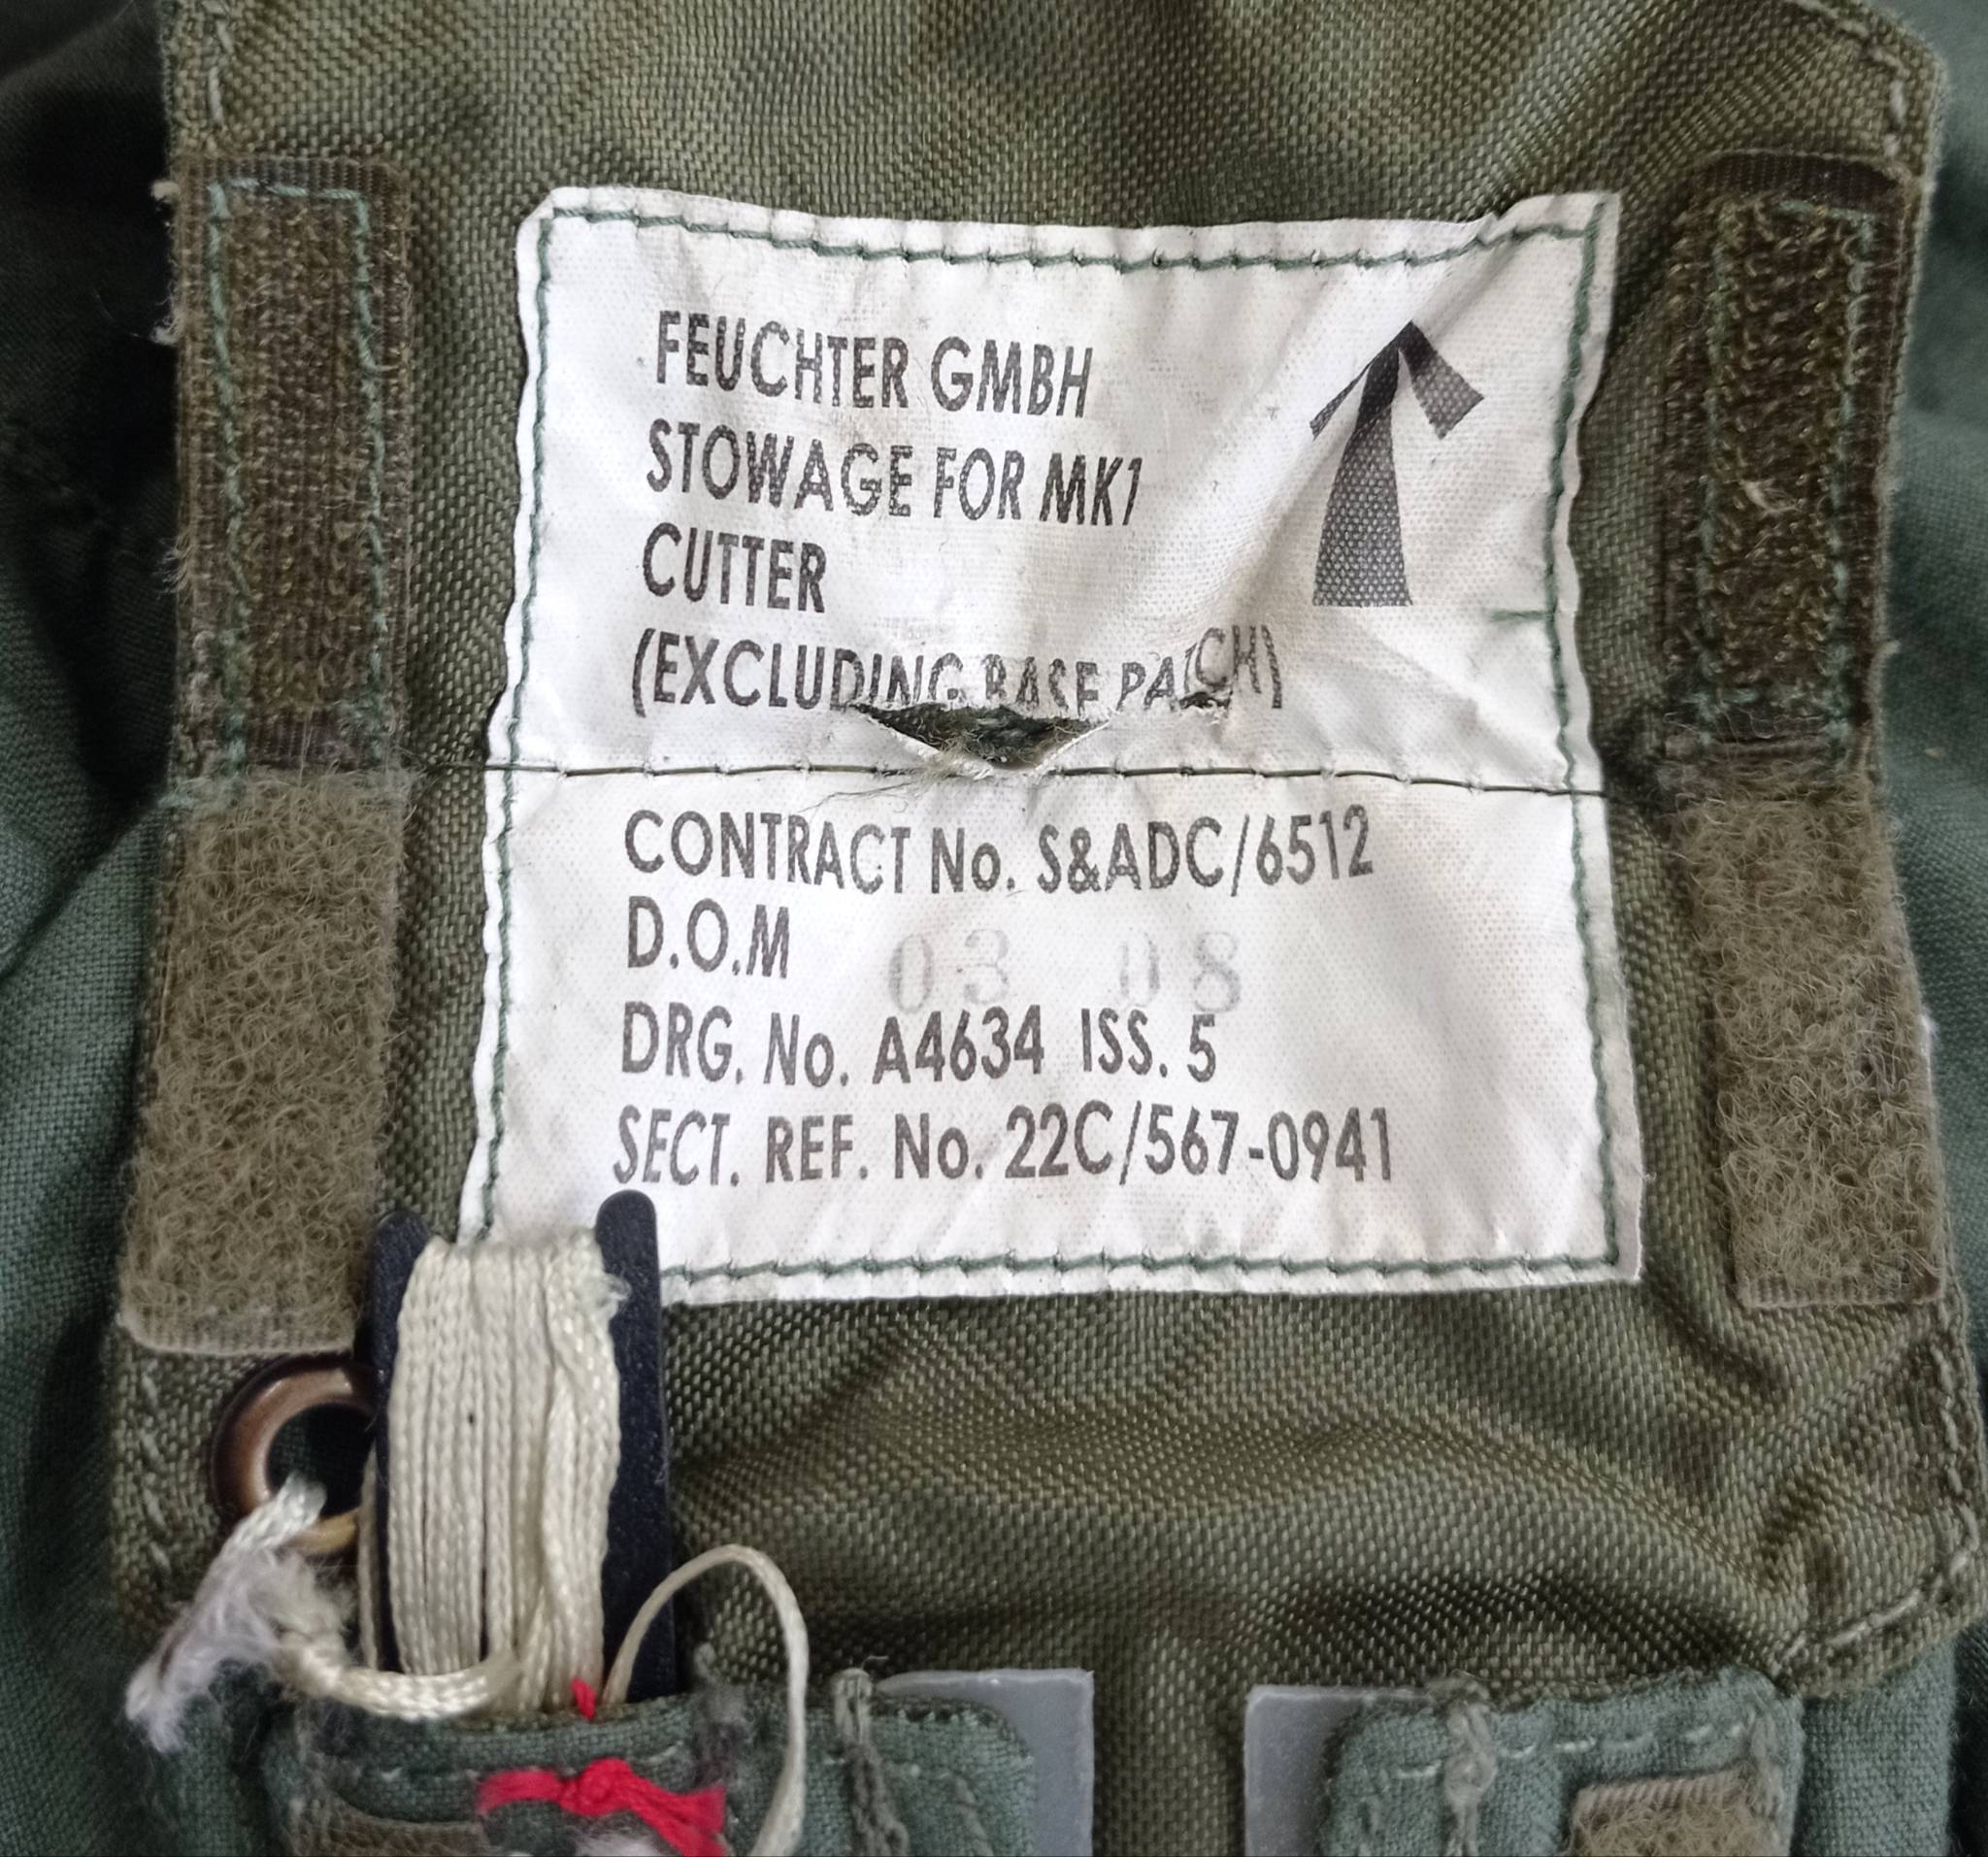 FEUCHTER GMBH
STOWAGE FOR MK1
CUTTER
(EXCLUDING BASE PATCH)
CONTRACT No. S&ADC/6512
D.O.M 03 08
DRG. No. A4634 ISS. 5
SECT. REF. No. 22C/567-0941